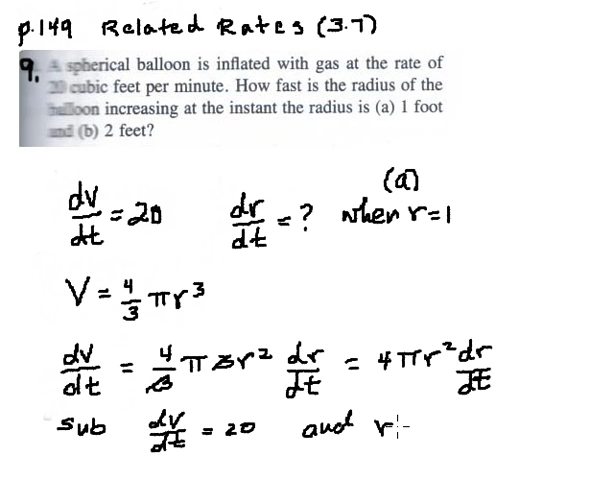 p.149 Related Rates (3.7)
9. A spherical balloon is inflated with gas at the rate of
20 cubic feet per minute. How fast is the radius of the
balloon increasing at the instant the radius is (a) 1 foot
and (b) 2 feet?
(a)
dv/dt = 20 dr/dt = ? when r=1
V = 4/3 πr³
dv/dt = 4/3 π3r² dr/dt = 4πr² dr/dt
sub dv/dt = 20 and r